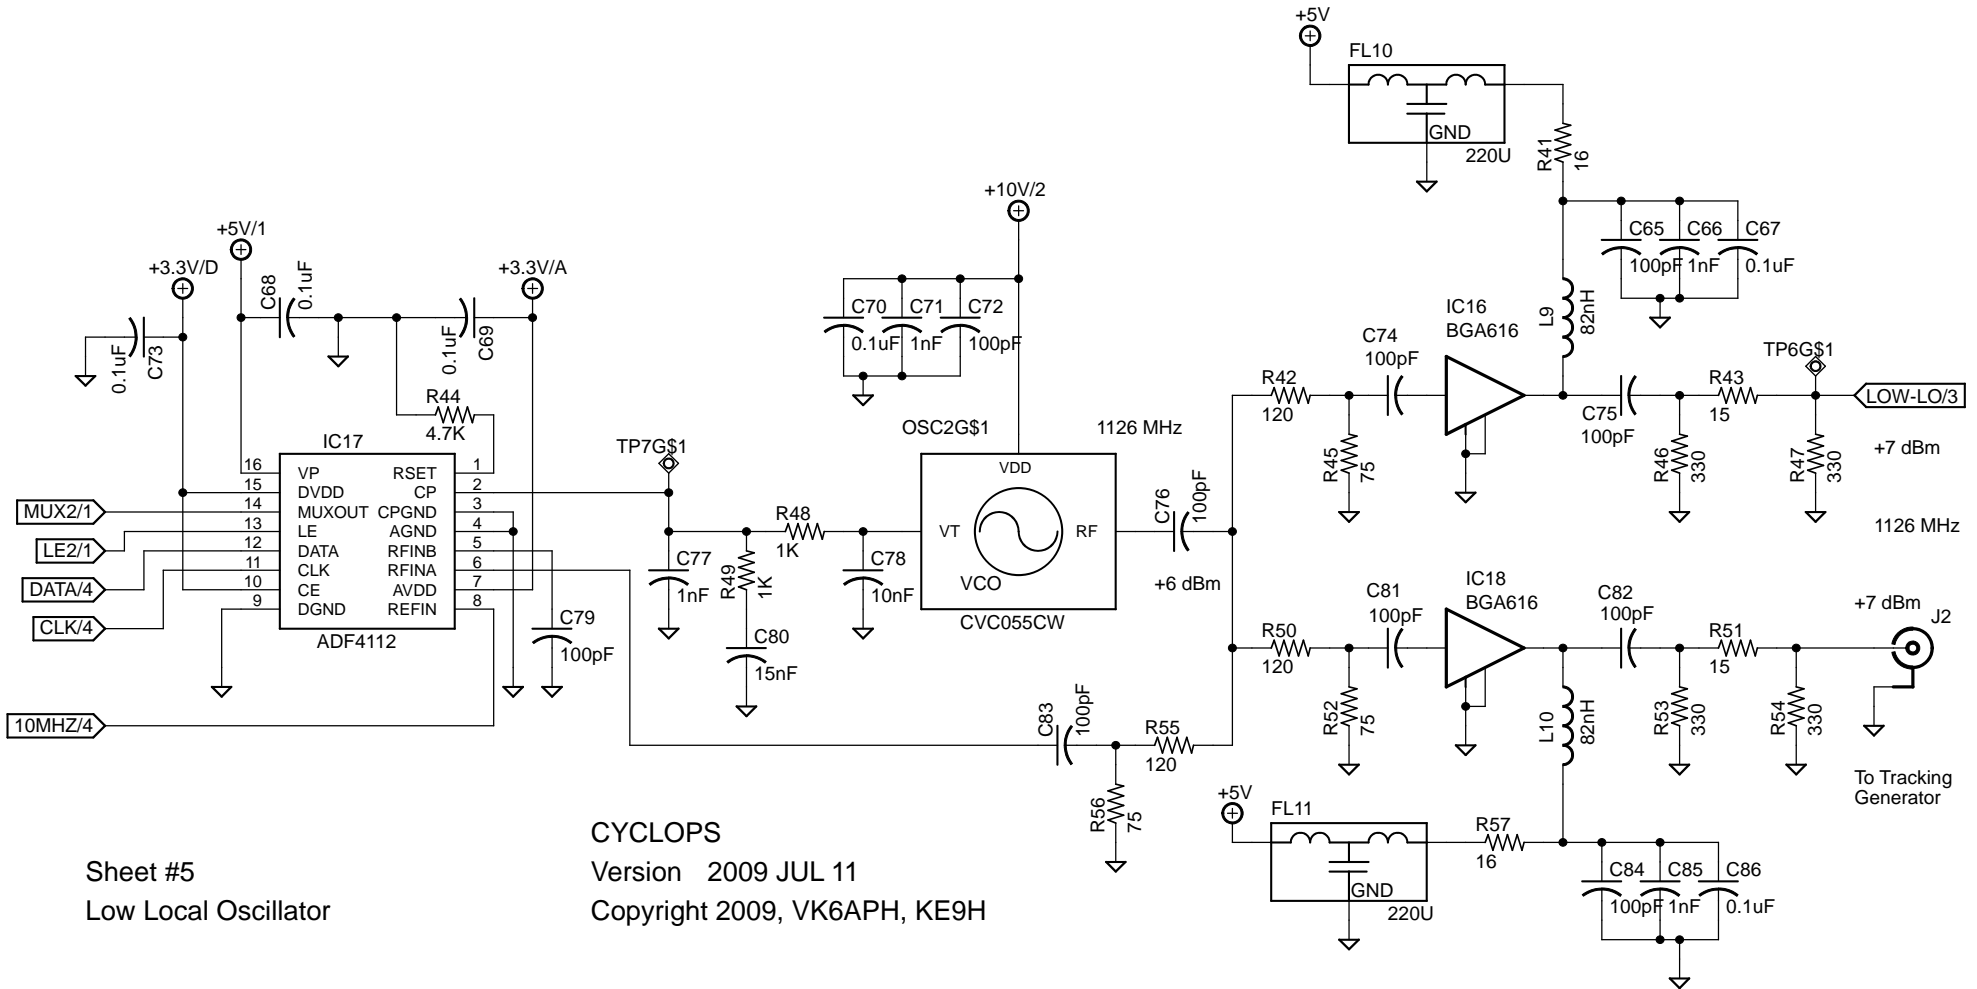 +5V
FL10
GND
220U
R41
16
+10V/2
+5V/1
+3.3V/D
C68
0.1uF
+3.3V/A
C73
0.1uF
C69
0.1uF
R44
4.7K
C65
100pF
C66
1nF
C67
0.1uF
C70
0.1uF
C71
1nF
C72
100pF
L9
82nH
IC16
BGA616
C74
100pF
R42
120
R45
75
C75
100pF
R43
15
R46
330
R47
330
TP6G$1
LOW-LO/3
+7 dBm
1126 MHz
OSC2G$1
1126 MHz
VDD
VT
RF
VCO
CVC055CW
C76
100pF
+6 dBm
IC17
16 VP RSET 1
15 DVDD CP 2
14 MUXOUT CPGND 3
13 LE AGND 4
12 DATA RFINB 5
11 CLK RFINA 6
10 CE AVDD 7
9 DGND REFIN 8
ADF4112
MUX2/1
LE2/1
DATA/4
CLK/4
10MHZ/4
TP7G$1
R48
1K
R49
1K
C77
1nF
C78
10nF
C79
100pF
C80
15nF
C81
100pF
IC18
BGA616
C82
100pF
+7 dBm
J2
R50
120
R51
15
R52
75
L10
82nH
R53
330
R54
330
C83
100pF
R55
120
R56
75
To Tracking
Generator
+5V
FL11
GND
220U
R57
16
C84
100pF
C85
1nF
C86
0.1uF
Sheet #5
Low Local Oscillator
CYCLOPS
Version 2009 JUL 11
Copyright 2009, VK6APH, KE9H